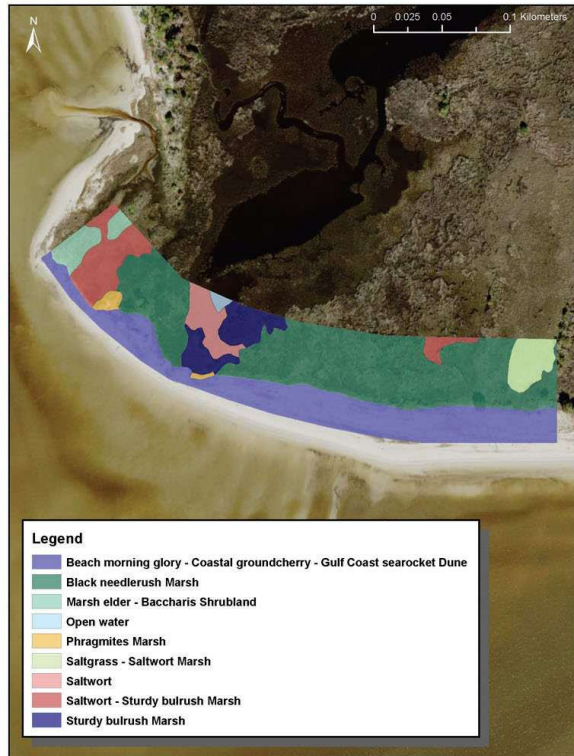 N
0 0.025 0.05 0.1 Kilometers
Legend
Beach morning glory - Coastal groundcherry - Gulf Coast searocket Dune
Black needlerush Marsh
Marsh elder - Baccharis Shrubland
Open water
Phragmites Marsh
Saltgrass - Saltwort Marsh
Saltwort
Saltwort - Sturdy bulrush Marsh
Sturdy bulrush Marsh